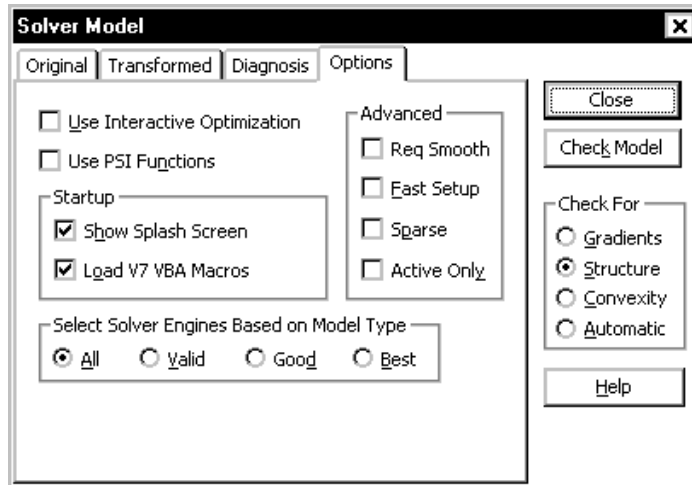 Solver Model
Original Transformed Diagnosis Options
Use Interactive Optimization
Use PSI Functions
Startup
Show Splash Screen
Load V7 VBA Macros
Advanced
Req Smooth
Fast Setup
Sparse
Active Only
Select Solver Engines Based on Model Type
All Valid Good Best
Close
Check Model
Check For
Gradients
Structure
Convexity
Automatic
Help